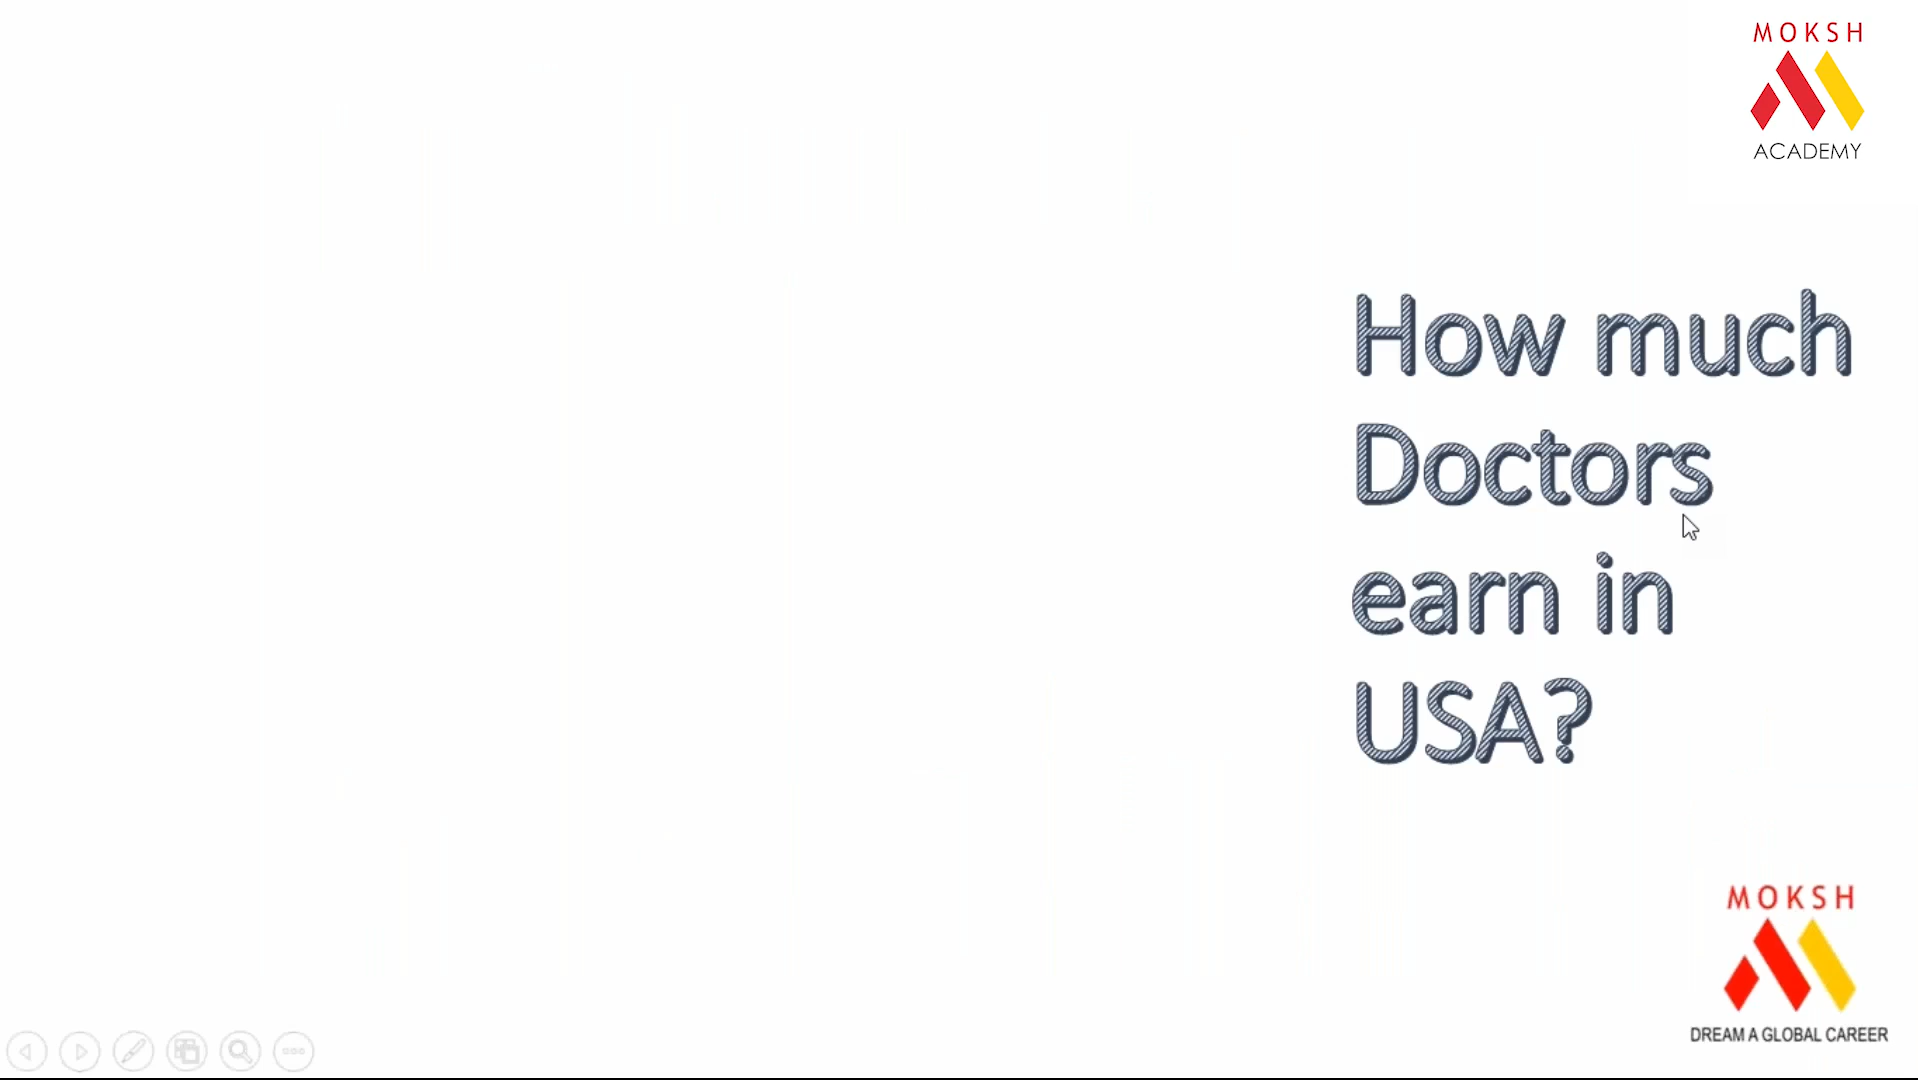 MOKSH
ACADEMY
How much
Doctors
earn in
USA?
MOKSH
DREAM A GLOBAL CAREER